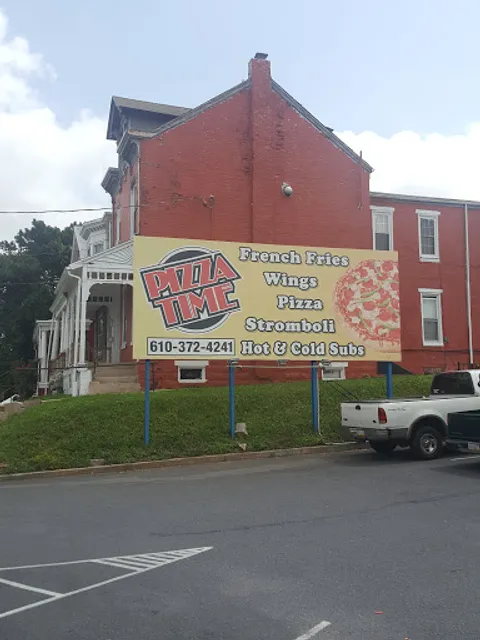 PIZZA
TIME
610-372-4241
French Fries
Wings
Pizza
Stromboli
Hot & Cold Subs